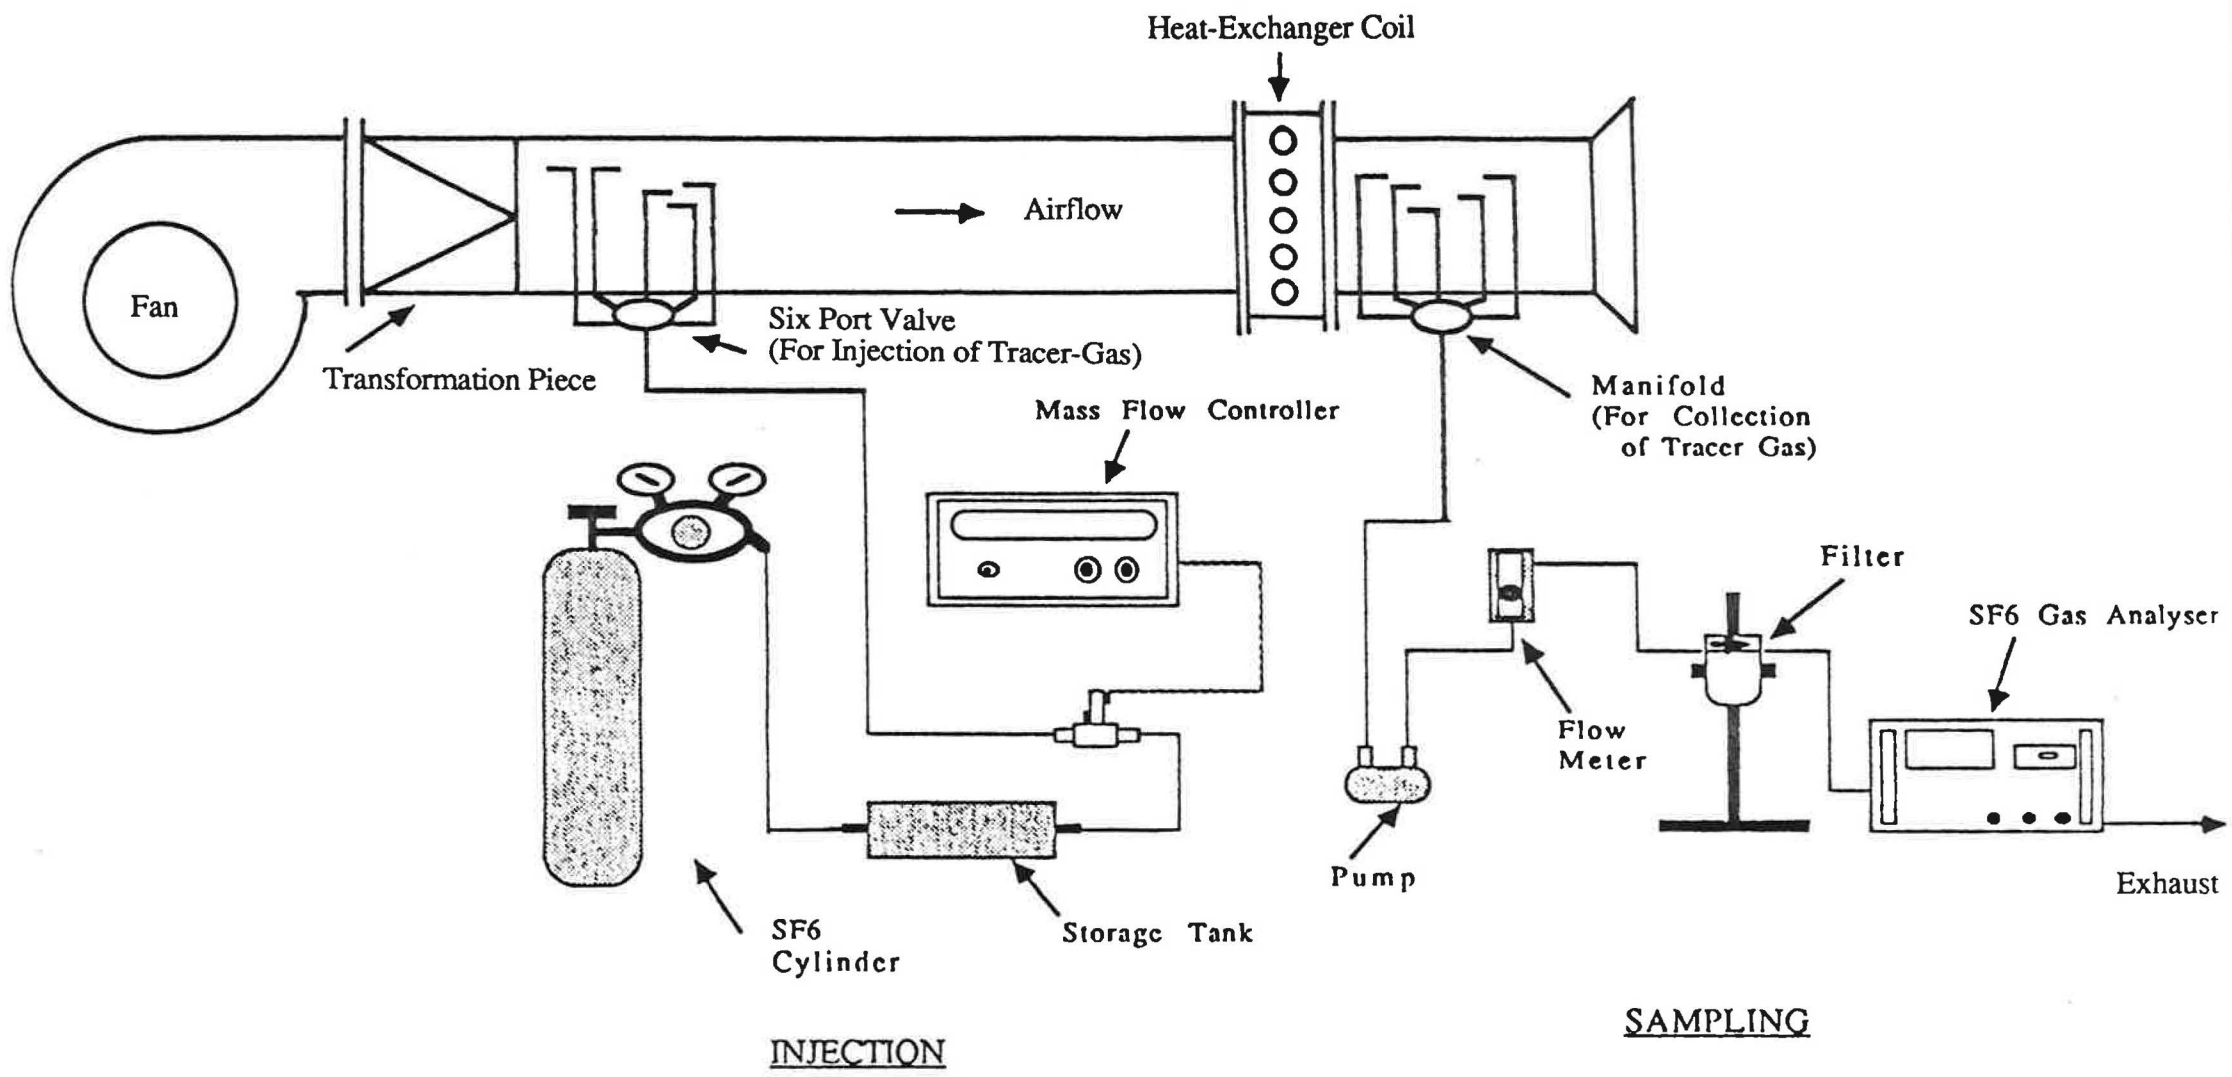 Heat-Exchanger Coil
Airflow
Fan
Six Port Valve
(For Injection of Tracer-Gas)
Transformation Piece
Manifold
(For Collection
of Tracer Gas)
Mass Flow Controller
Filter
SF6 Gas Analyser
Flow
Meter
Pump
Exhaust
SF6
Cylinder
Storage Tank
SAMPLING
INJECTION